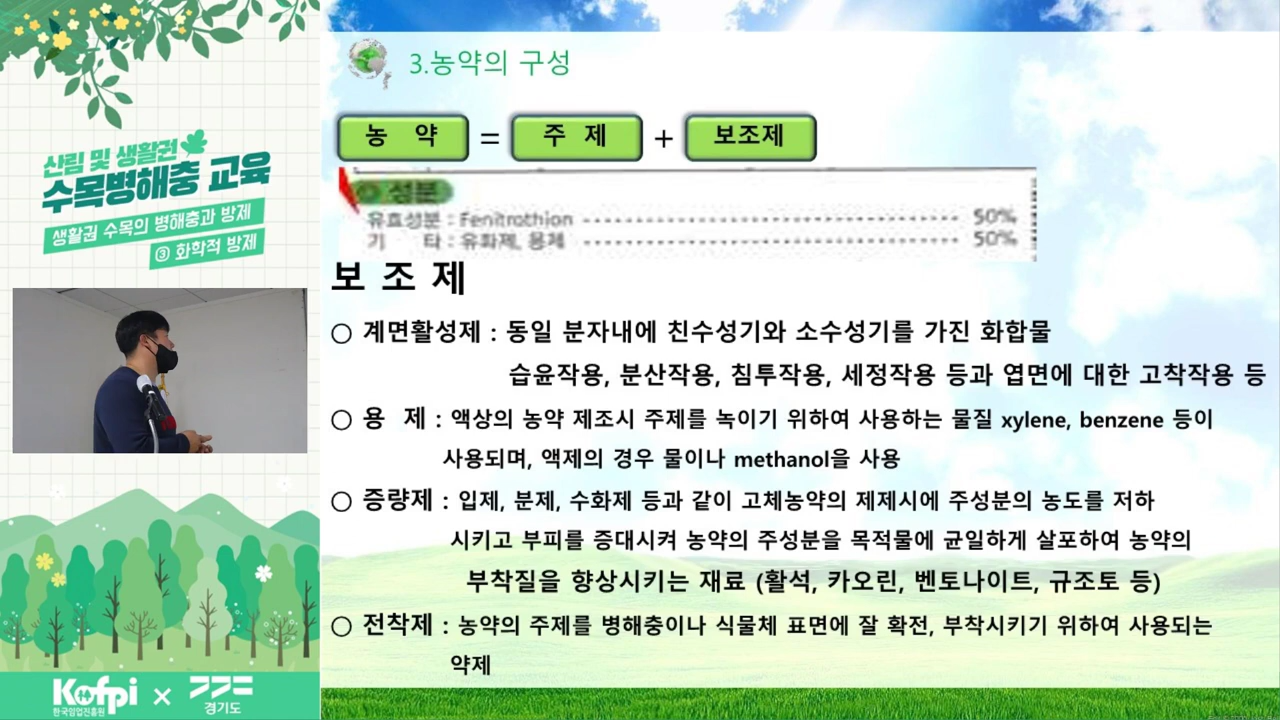 산림 및 생활권
수목병해충 교육
생활권 수목의 병해충과 방제
③ 화학적 방제
Kofpi
한국임업진흥원
×
경기도
3.농약의 구성
농 약 = 주 제 + 보조제
성분
유효성분 : Fenitrothion 50%
기 타 : 유화제, 용제 50%
보 조 제
○ 계면활성제 : 동일 분자내에 친수성기와 소수성기를 가진 화합물
습윤작용, 분산작용, 침투작용, 세정작용 등과 엽면에 대한 고착작용 등
○ 용 제 : 액상의 농약 제조시 주제를 녹이기 위하여 사용하는 물질 xylene, benzene 등이
사용되며, 액제의 경우 물이나 methanol을 사용
○ 증량제 : 입제, 분제, 수화제 등과 같이 고체농약의 제제시에 주성분의 농도를 저하
시키고 부피를 증대시켜 농약의 주성분을 목적물에 균일하게 살포하여 농약의
부착질을 향상시키는 재료 (활석, 카오린, 벤토나이트, 규조토 등)
○ 전착제 : 농약의 주제를 병해충이나 식물체 표면에 잘 확전, 부착시키기 위하여 사용되는
약제